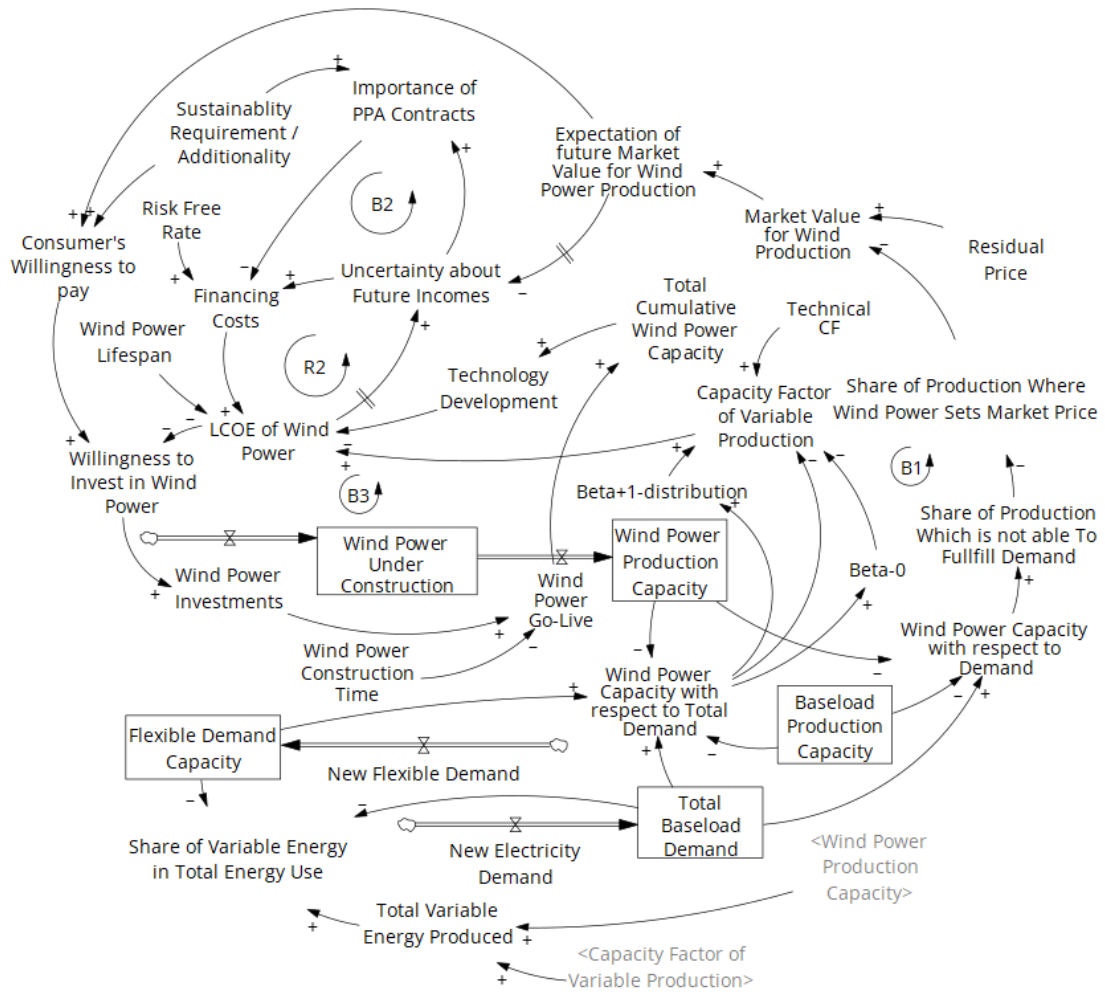 Importance of
PPA Contracts
Sustainablity
Requirement /
Additionality
Expectation of
future Market
Value for Wind
Power Production
B2
Risk Free
Rate
Market Value
for Wind
Production
Residual
Price
Consumer's
Willingness to
pay
Uncertainty about
Future Incomes
Financing
Costs
Total
Cumulative
Wind Power
Capacity
Technical
CF
Wind Power
Lifespan
R2
Technology
Development
Capacity Factor
of Variable
Production
Share of Production Where
Wind Power Sets Market Price
LCOE of Wind
Power
Willingness to
Invest in Wind
Power
B1
B3
Beta+1-distribution
Share of Production
Which is not able To
Fullfill Demand
Wind Power
Under
Construction
Wind Power
Production
Capacity
Beta-0
Wind Power
Investments
Wind
Power
Go-Live
Wind Power Capacity
with respect to
Demand
Wind Power
Construction
Time
Wind Power
Capacity with
respect to Total
Demand
Baseload
Production
Capacity
Flexible Demand
Capacity
New Flexible Demand
Total
Baseload
Demand
Share of Variable Energy
in Total Energy Use
New Electricity
Demand
<Wind Power
Production
Capacity>
Total Variable
Energy Produced
<Capacity Factor of
Variable Production>